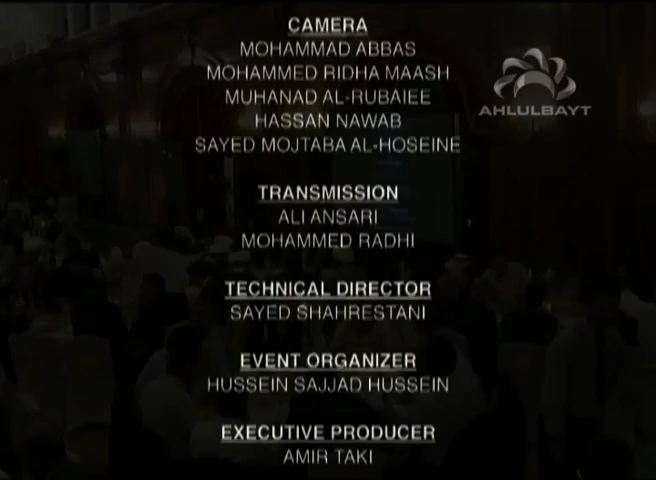 CAMERA
MOHAMMAD ABBAS
MOHAMMED RIDHA MAASH
MUHANAD AL-RUBAIEE
HASSAN NAWAB
SAYED MOJTABA AL-HOSEINE
AHLULBAYT
TRANSMISSION
ALI ANSARI
MOHAMMED RADHI
TECHNICAL DIRECTOR
SAYED SHAHRESTANI
EVENT ORGANIZER
HUSSEIN SAJJAD HUSSEIN
EXECUTIVE PRODUCER
AMIR TAKI